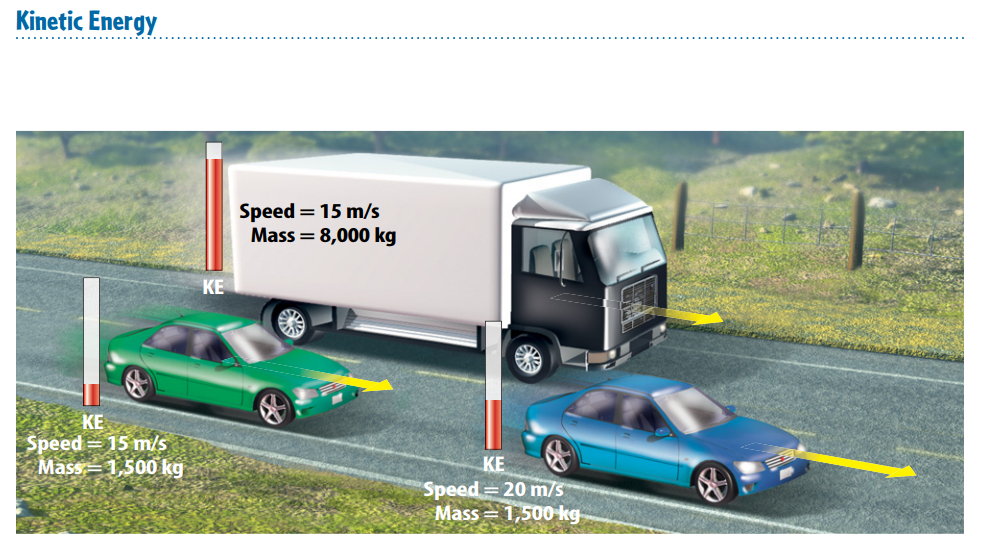 Kinetic Energy
Speed = 15 m/s
Mass = 8,000 kg
KE
KE
Speed = 15 m/s
Mass = 1,500 kg
KE
Speed = 20 m/s
Mass = 1,500 kg